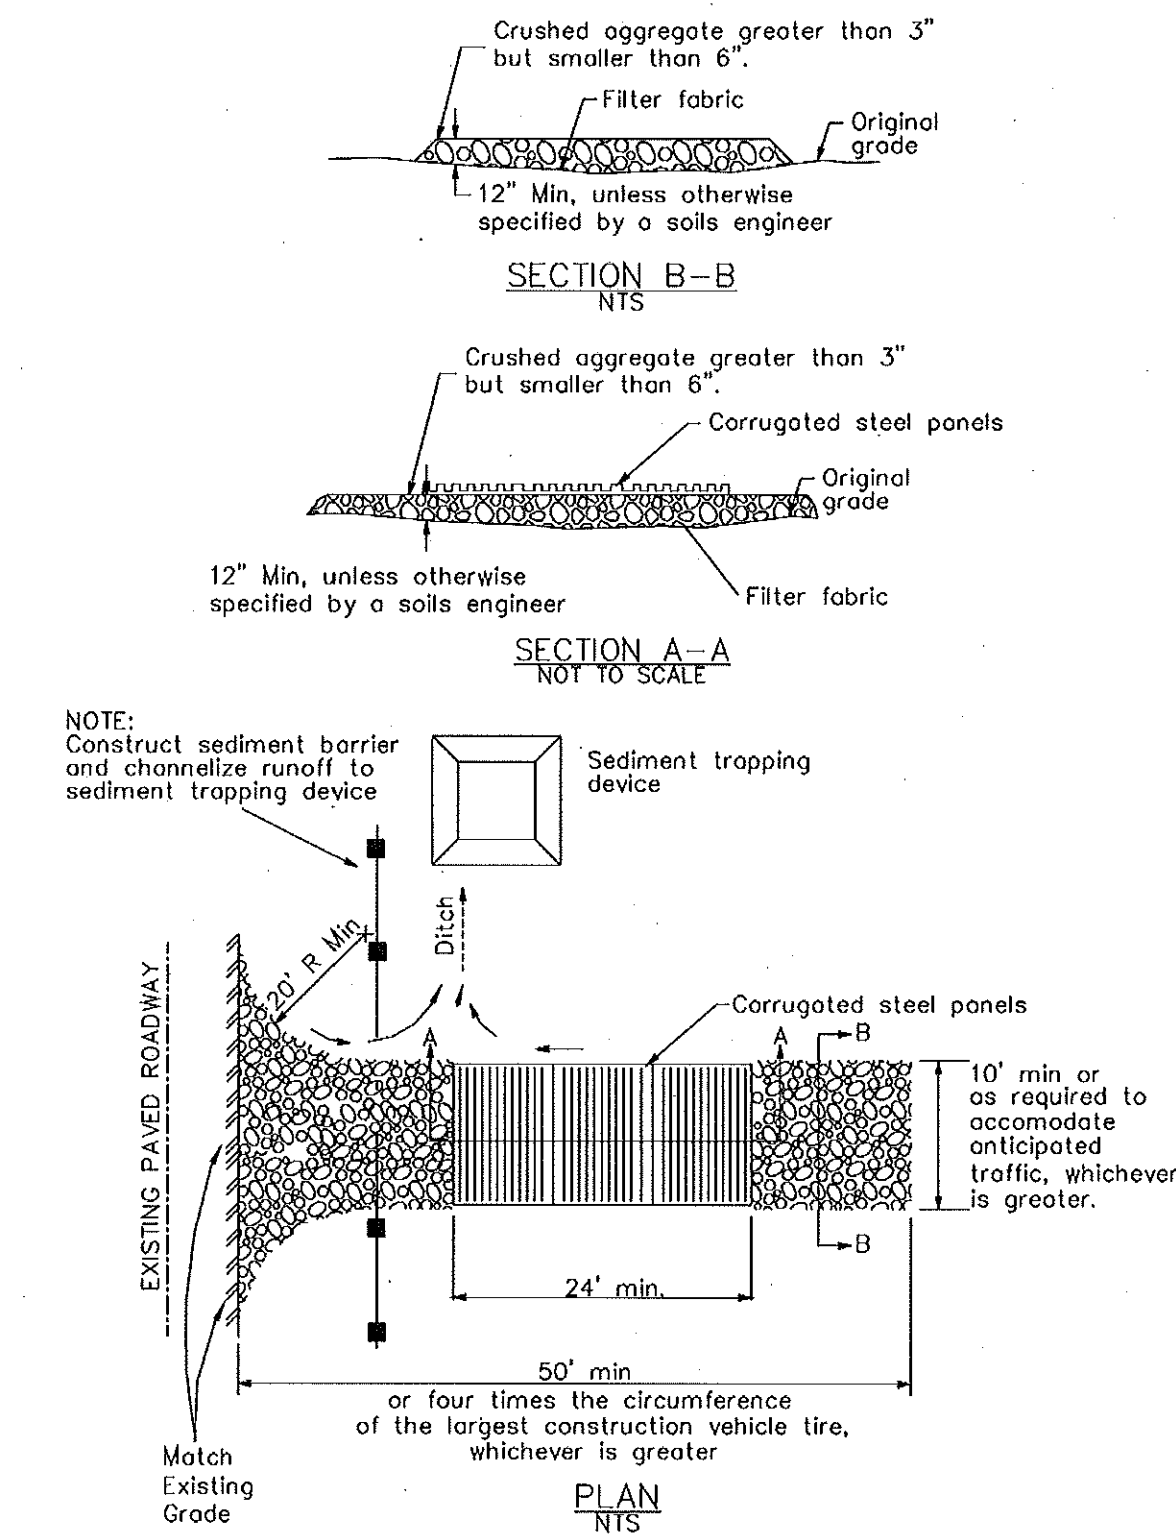 Crushed aggregate greater than 3"
but smaller than 6".
Filter fabric
Original
grade
12" Min, unless otherwise
specified by a soils engineer
SECTION B-B
NTS
Crushed aggregate greater than 3"
but smaller than 6".
Corrugated steel panels
Original
grade
12" Min, unless otherwise
specified by a soils engineer
Filter fabric
SECTION A-A
NOT TO SCALE
NOTE:
Construct sediment barrier
and channelize runoff to
sediment trapping device
Sediment trapping
device
Ditch
20' R Min
EXISTING PAVED ROADWAY
Corrugated steel panels
A
A
B
B
10' min or
as required to
accomodate
anticipated
traffic, whichever
is greater.
24' min.
50' min
or four times the circumference
of the largest construction vehicle tire,
whichever is greater
Match
Existing
Grade
PLAN
NTS